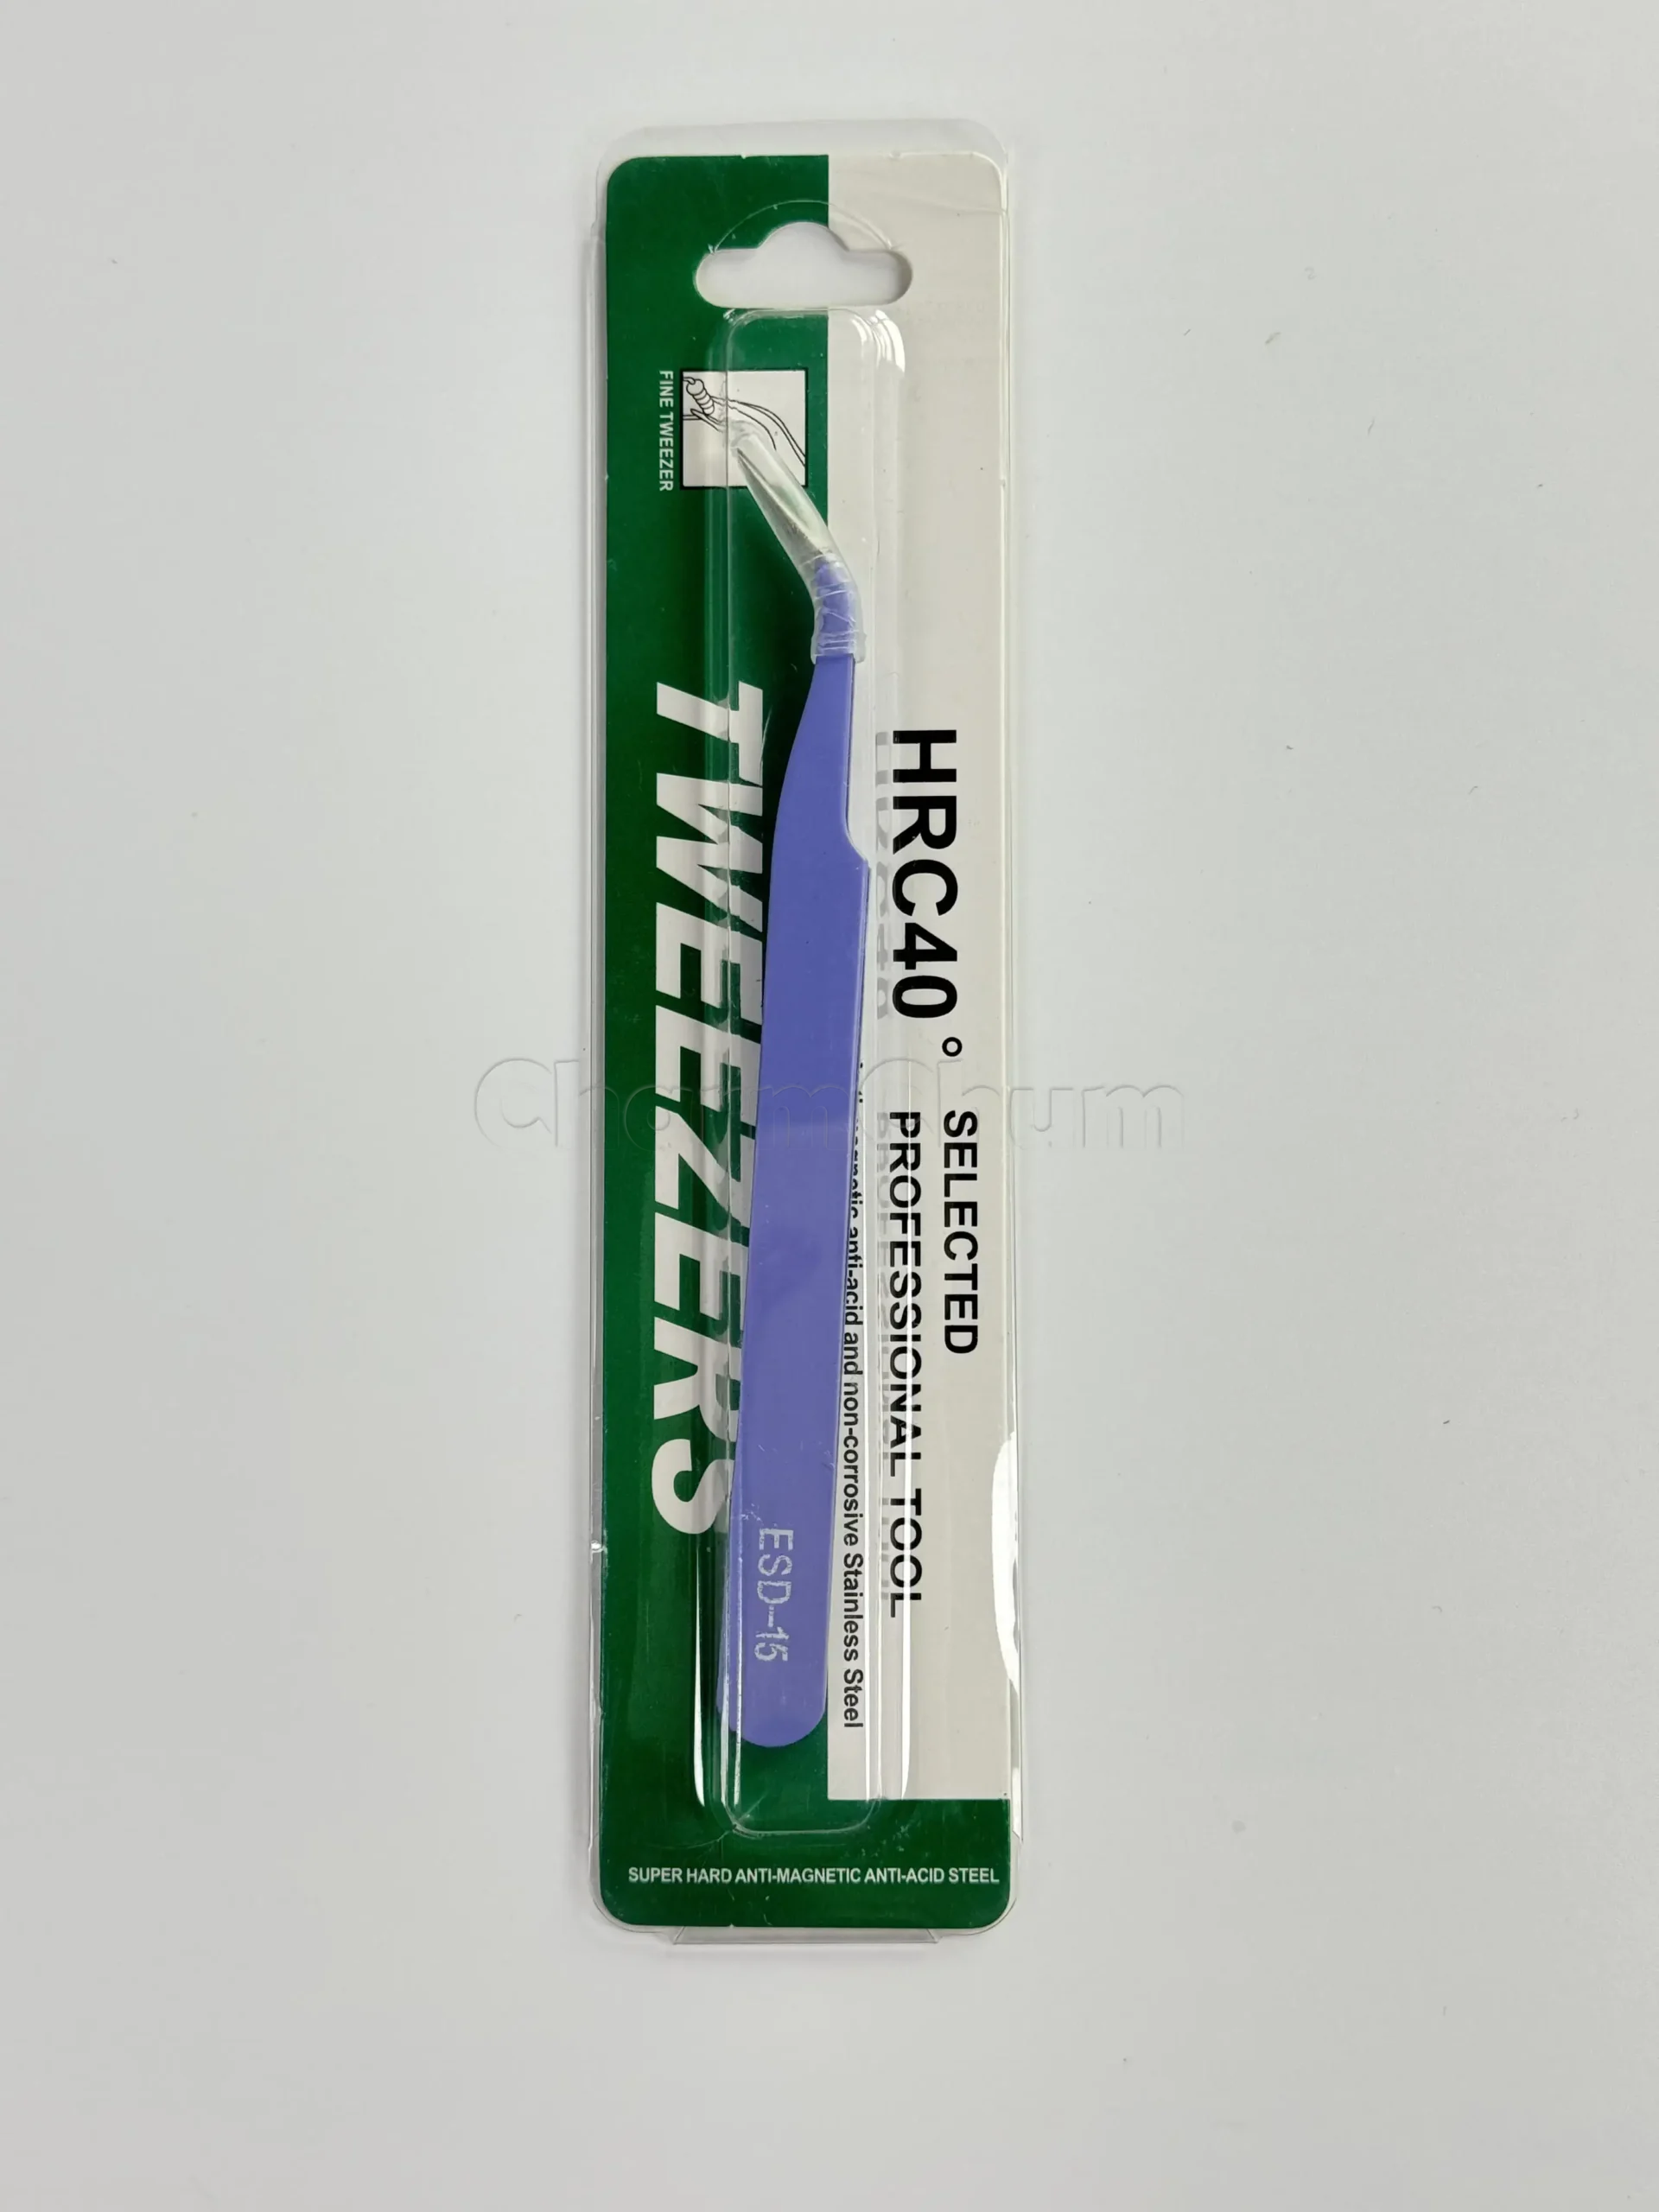 FINE TWEEZER
TWEEZERS
HRC40°
SELECTED
PROFESSIONAL TOOL
anti-acid and non-corrosive Stainless Steel
ESD-15
SUPER HARD ANTI-MAGNETIC ANTI-ACID STEEL
CharmChum